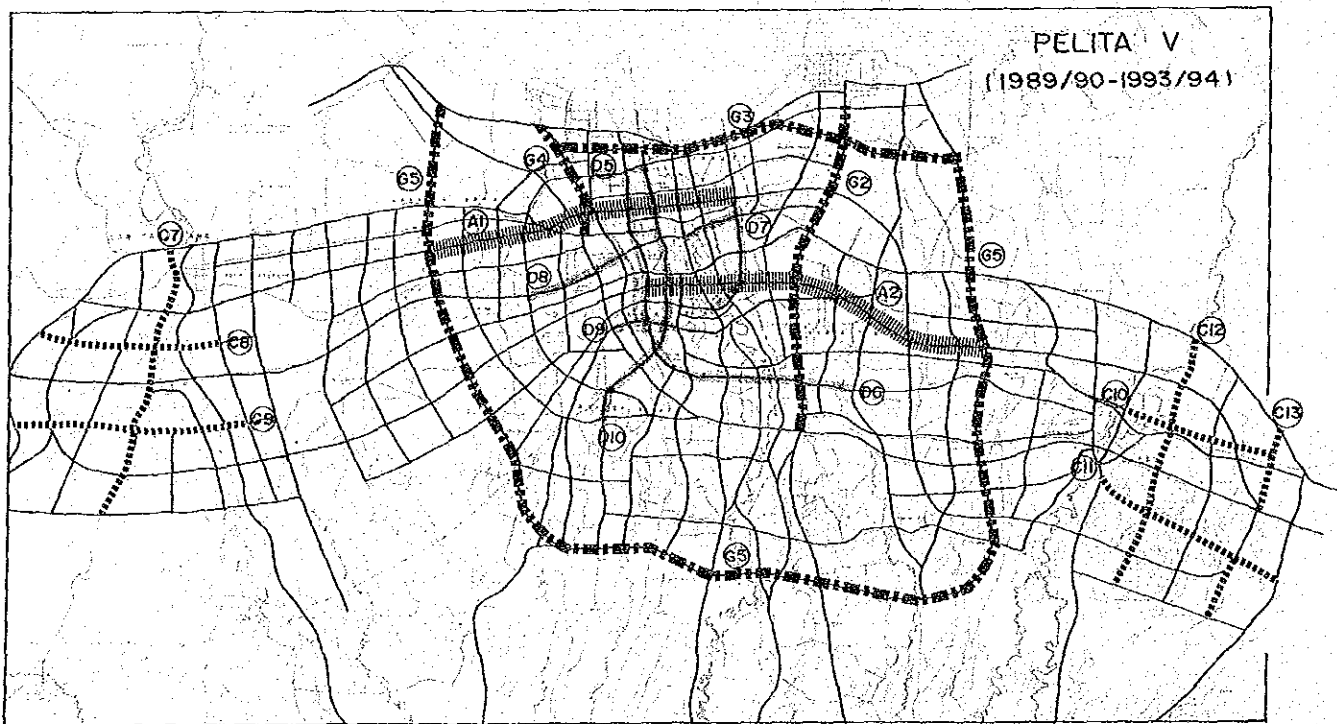 PELITA V
(1989/90-1993/94)
G3
G4
D5
G5
G2
A1
D7
C7
G5
D8
A2
D9
C8
C12
D6
C10
C9
C13
D10
C11
G5